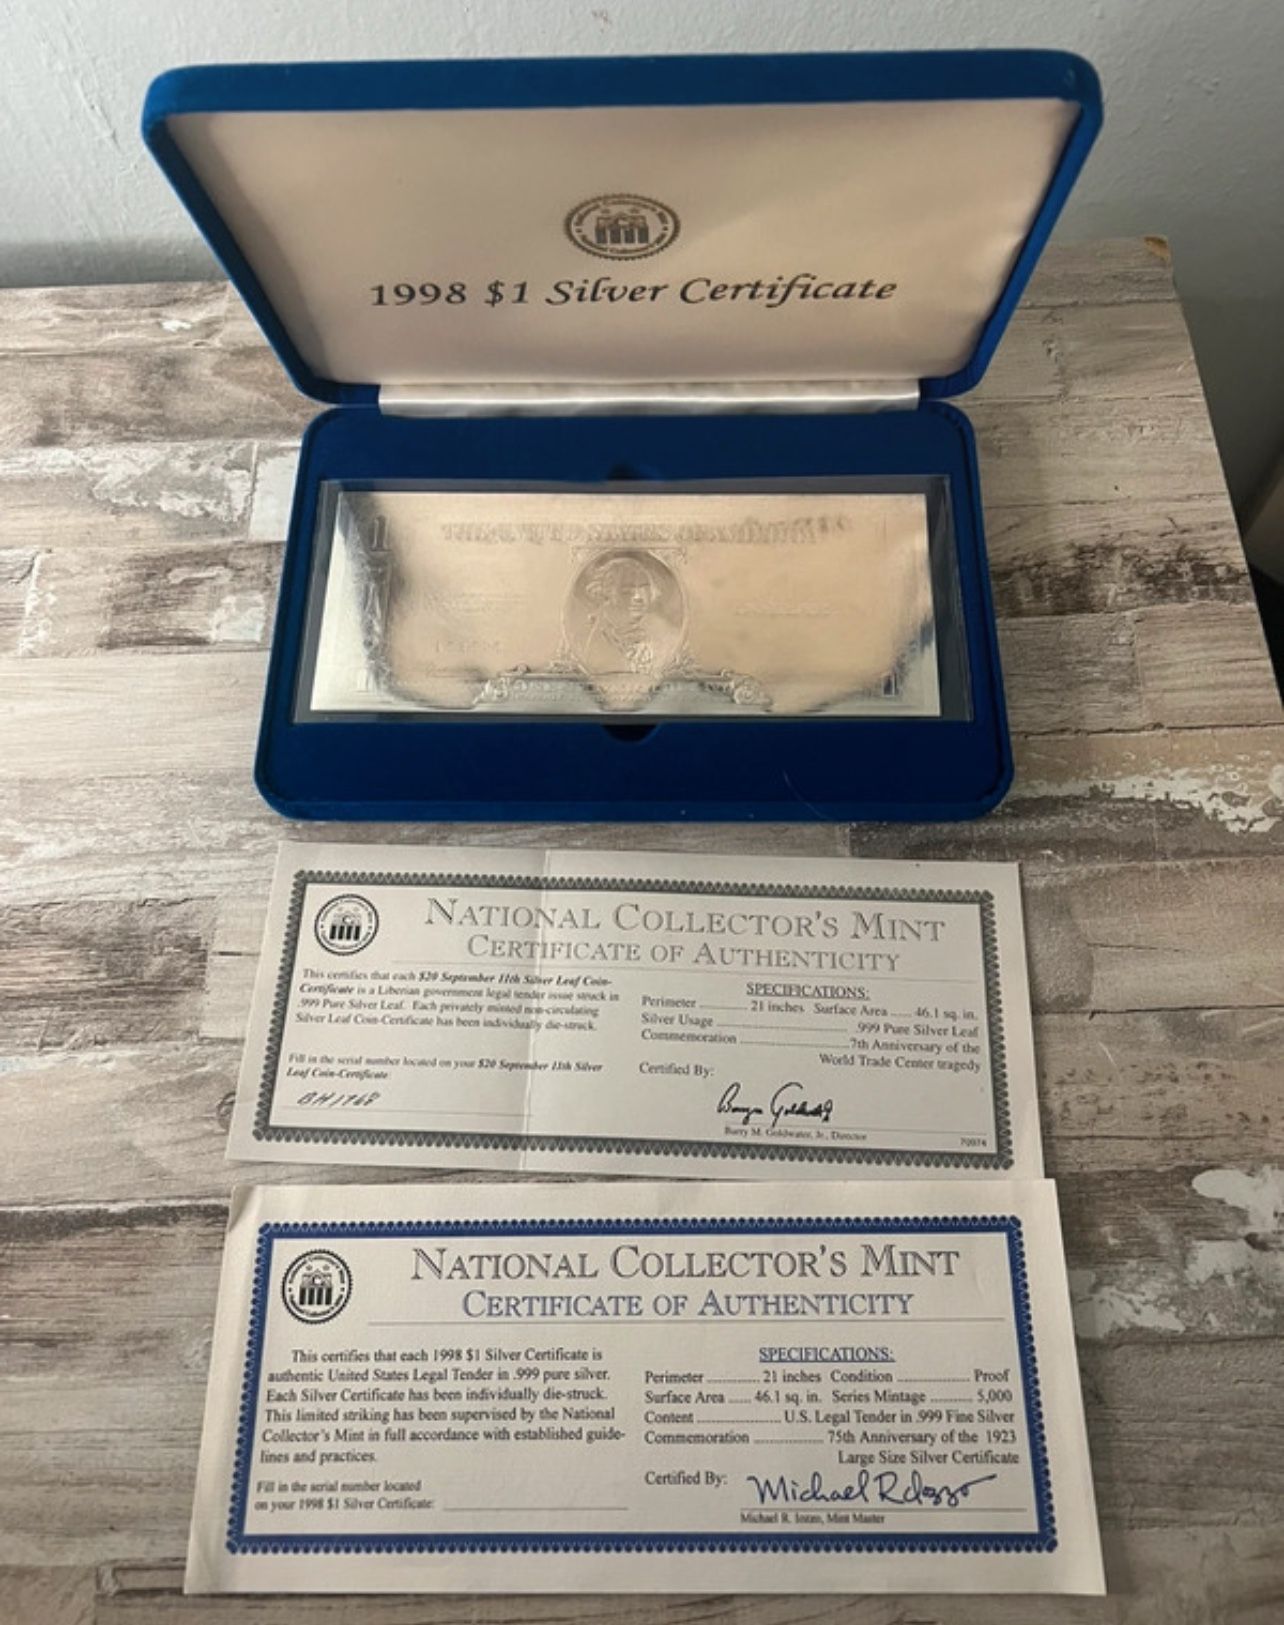 1998 $1 Silver Certificate
NATIONAL COLLECTOR'S MINT
CERTIFICATE OF AUTHENTICITY
This certifies that each $20 September 11th Silver Leaf Coin-
Certificate is a Liberian government legal tender issue struck in
.999 Pure Silver Leaf. Each privately minted non-circulating
Silver Leaf Coin-Certificate has been individually die-struck.
Fill in the serial number located on your $20 September 11th Silver
Leaf Coin-Certificate
BH1768
SPECIFICATIONS:
Perimeter .......... 21 inches Surface Area ..... 46.1 sq. in.
Silver Usage .......... .999 Pure Silver Leaf
Commemoration .......... 7th Anniversary of the
World Trade Center tragedy
Certified By:
Barry M. Goldwater, Jr., Director
70974
NATIONAL COLLECTOR'S MINT
CERTIFICATE OF AUTHENTICITY
This certifies that each 1998 $1 Silver Certificate is
authentic United States Legal Tender in .999 pure silver.
Each Silver Certificate has been individually die-struck.
This limited striking has been supervised by the National
Collector's Mint in full accordance with established guide-
lines and practices.
Fill in the serial number located
on your 1998 $1 Silver Certificate:
SPECIFICATIONS:
Perimeter .......... 21 inches Condition .......... Proof
Surface Area ..... 46.1 sq. in. Series Mintage .......... 5,000
Content .......... U.S. Legal Tender in .999 Fine Silver
Commemoration .......... 75th Anniversary of the 1923
Large Size Silver Certificate
Certified By: Michael R Iozzo
Michael R. Iozzo, Mint Master